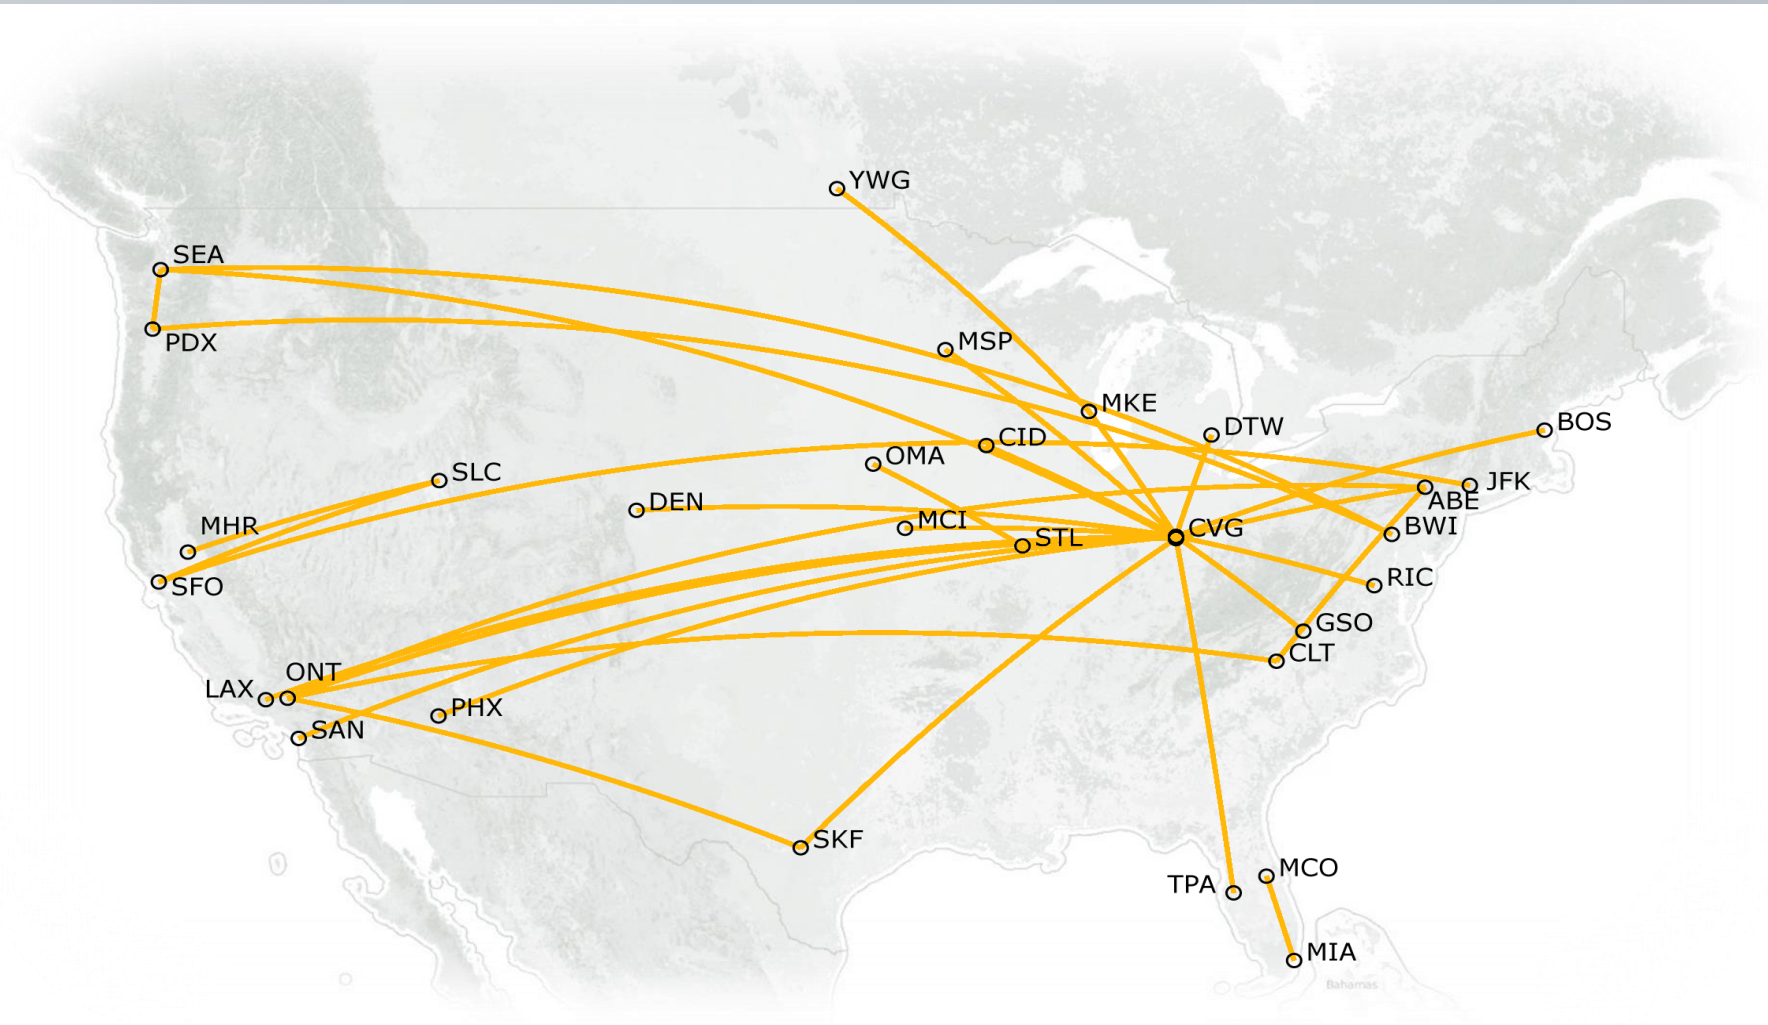 YWG
SEA
PDX
MSP
MKE
CID
DTW
BOS
OMA
SLC
JFK
DEN
ABE
MCI
MHR
BWI
CVG
STL
SFO
RIC
GSO
CLT
ONT
LAX
PHX
SAN
SKF
MCO
TPA
MIA
Bahamas